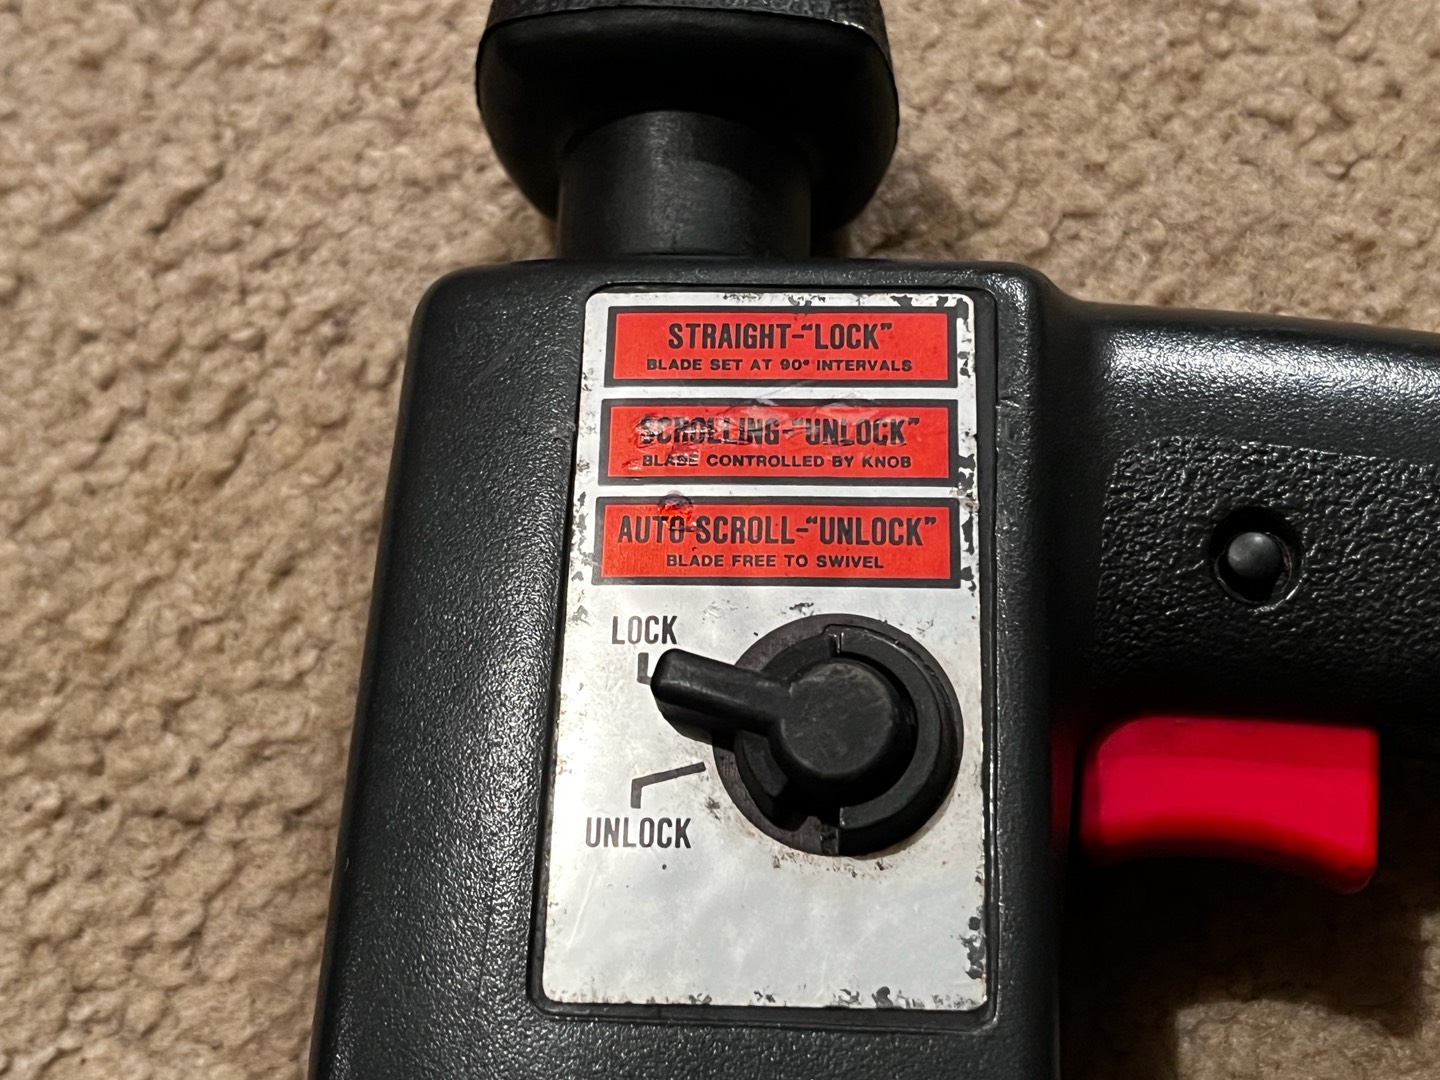 STRAIGHT-"LOCK"
BLADE SET AT 90° INTERVALS
SCROLLING-"UNLOCK"
BLADE CONTROLLED BY KNOB
AUTO-SCROLL-"UNLOCK"
BLADE FREE TO SWIVEL
LOCK
UNLOCK